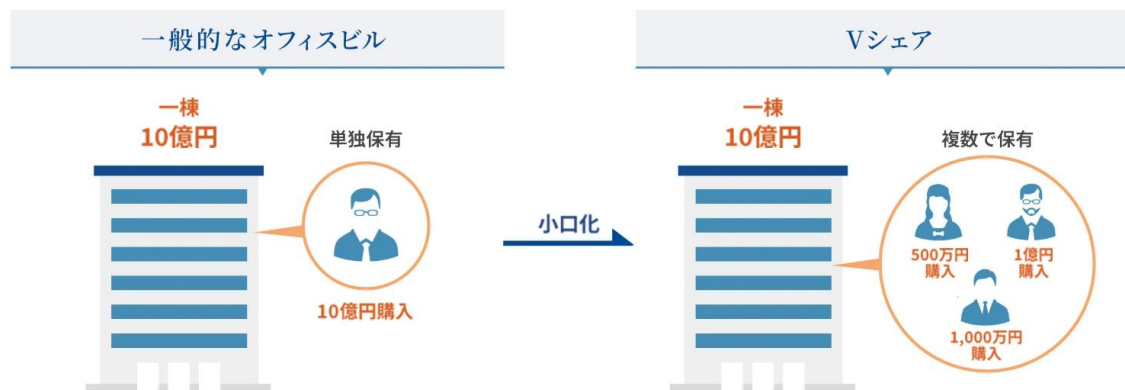 一般的なオフィスビル
一棟
10億円
単独保有
10億円購入
小口化
Vシェア
一棟
10億円
複数で保有
500万円
購入
1億円
購入
1,000万円
購入